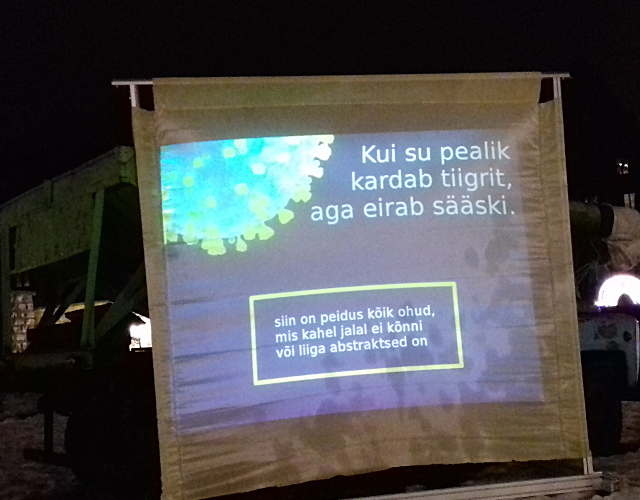 Kui su pealik
kardab tiigrit,
aga eirab sääski.
siin on peidus kõik ohud,
mis kahel jalal ei kõnni
või liiga abstraktsed on